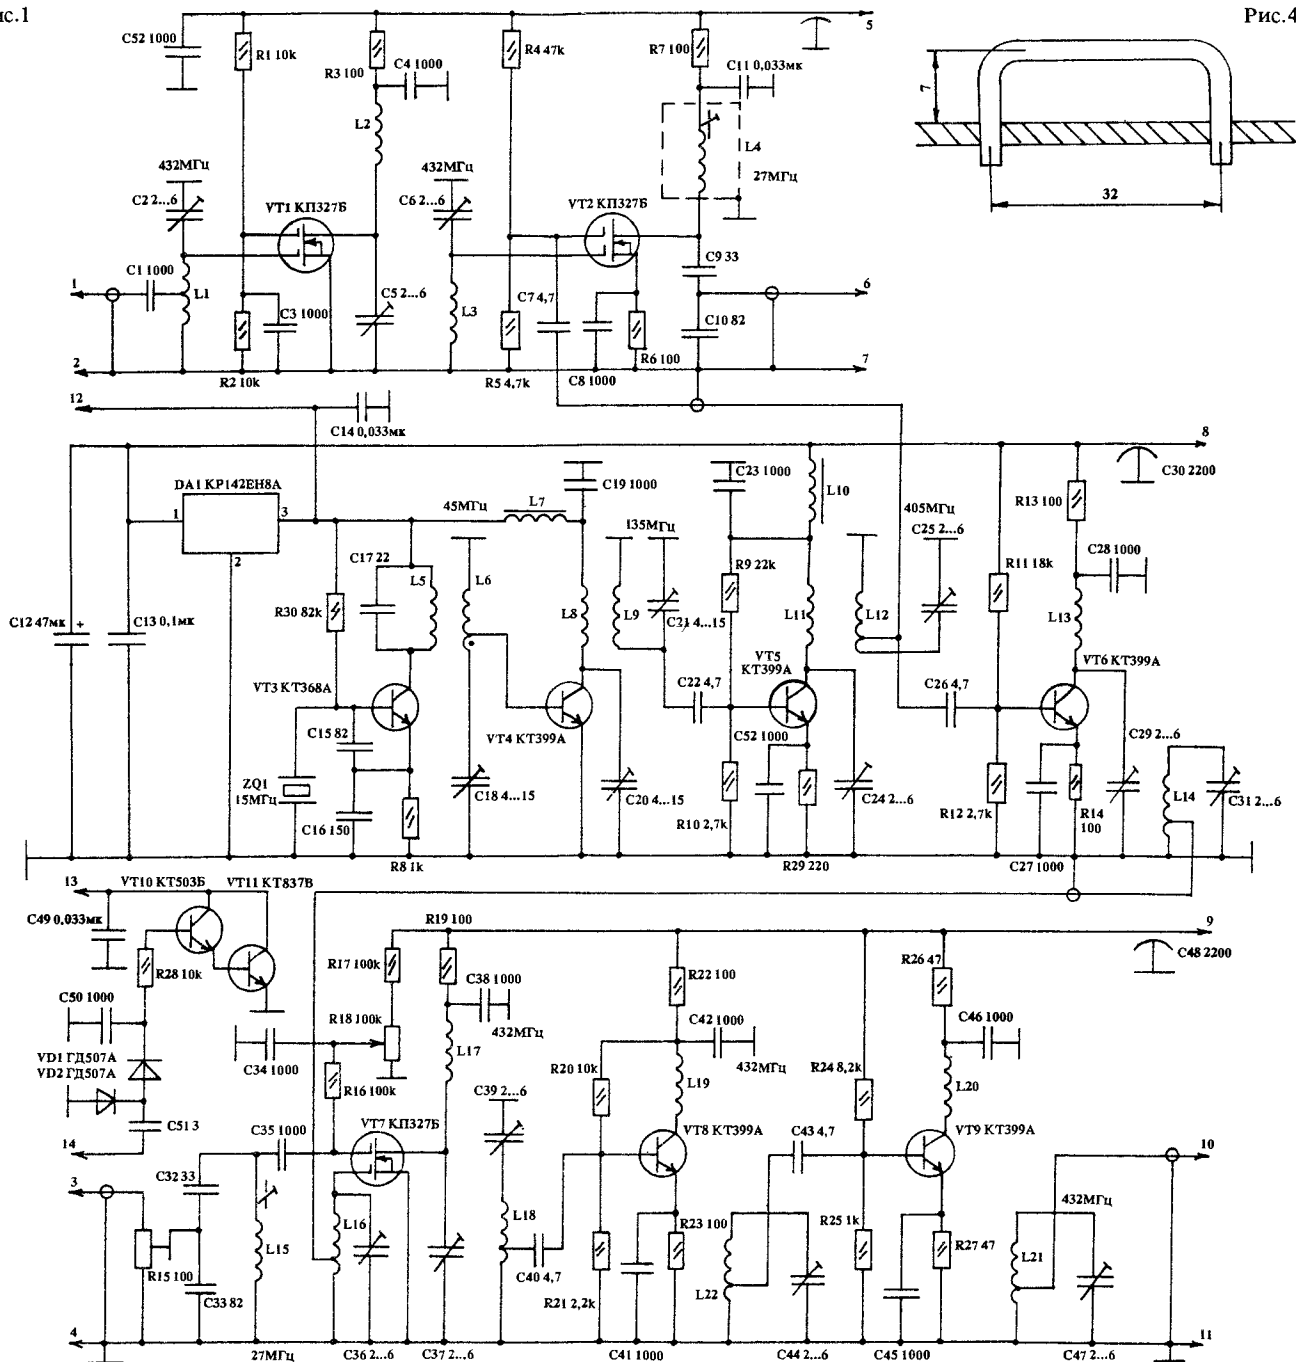 ис.1
Рис.4
C52 1000
R1 10k
R3 100
C4 1000
R4 47k
R7 100
C11 0,033мк
5
7
L2
L4
27МГц
432МГц
C2 2...6
VT1 КП327Б
432МГц
C6 2...6
VT2 КП327Б
32
C1 1000
1
L1
C3 1000
C5 2...6
L3
C7 4,7
C9 33
6
C10 82
2
R2 10k
R5 4,7k
C8 1000
R6 100
7
12
C14 0,033мк
8
C30 2200
DA1 КР142ЕН8А
1
3
2
45МГц
L7
C19 1000
135МГц
C23 1000
L10
405МГц
C25 2...6
R13 100
C28 1000
C17 22
L5
L6
R30 82k
L8
L9
C21 4...15
R9 22k
L11
L12
R11 18k
L13
C12 47мк
+
C13 0,1мк
VT3 КТ368А
VT4 КТ399А
C22 4,7
VT5
КТ399А
C26 4,7
VT6 КТ399А
C15 82
C52 1000
C29 2...6
ZQ1
15МГц
C16 150
C18 4...15
C20 4...15
R10 2,7k
C24 2...6
R12 2,7k
R14
100
L14
C31 2...6
R8 1k
R29 220
C27 1000
13
VT10 КТ503Б
VT11 КТ837В
C49 0,033мк
R28 10k
R17 100k
R19 100
9
C48 2200
C50 1000
C38 1000
R22 100
R26 47
R18 100k
432МГц
C42 1000
C46 1000
VD1 ГД507А
VD2 ГД507А
C34 1000
L17
R16 100k
C39 2...6
R20 10k
432МГц
L19
R24 8,2k
L20
C51 3
C35 1000
VT7 КП327Б
VT8 КТ399А
C43 4,7
VT9 КТ399А
14
10
3
C32 33
L15
L16
L18
R23 100
R25 1k
R27 47
432МГц
L21
R15 100
C33 82
C40 4,7
R21 2,2k
L22
4
27МГц
C36 2...6
C37 2...6
C41 1000
C44 2...6
C45 1000
C47 2...6
11